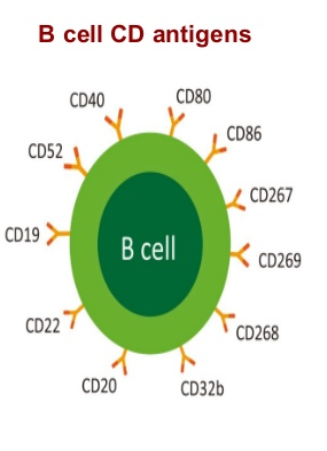 B cell CD antigens
CD40
CD80
CD86
CD52
CD267
CD19
B cell
CD269
CD22
CD268
CD20
CD32b